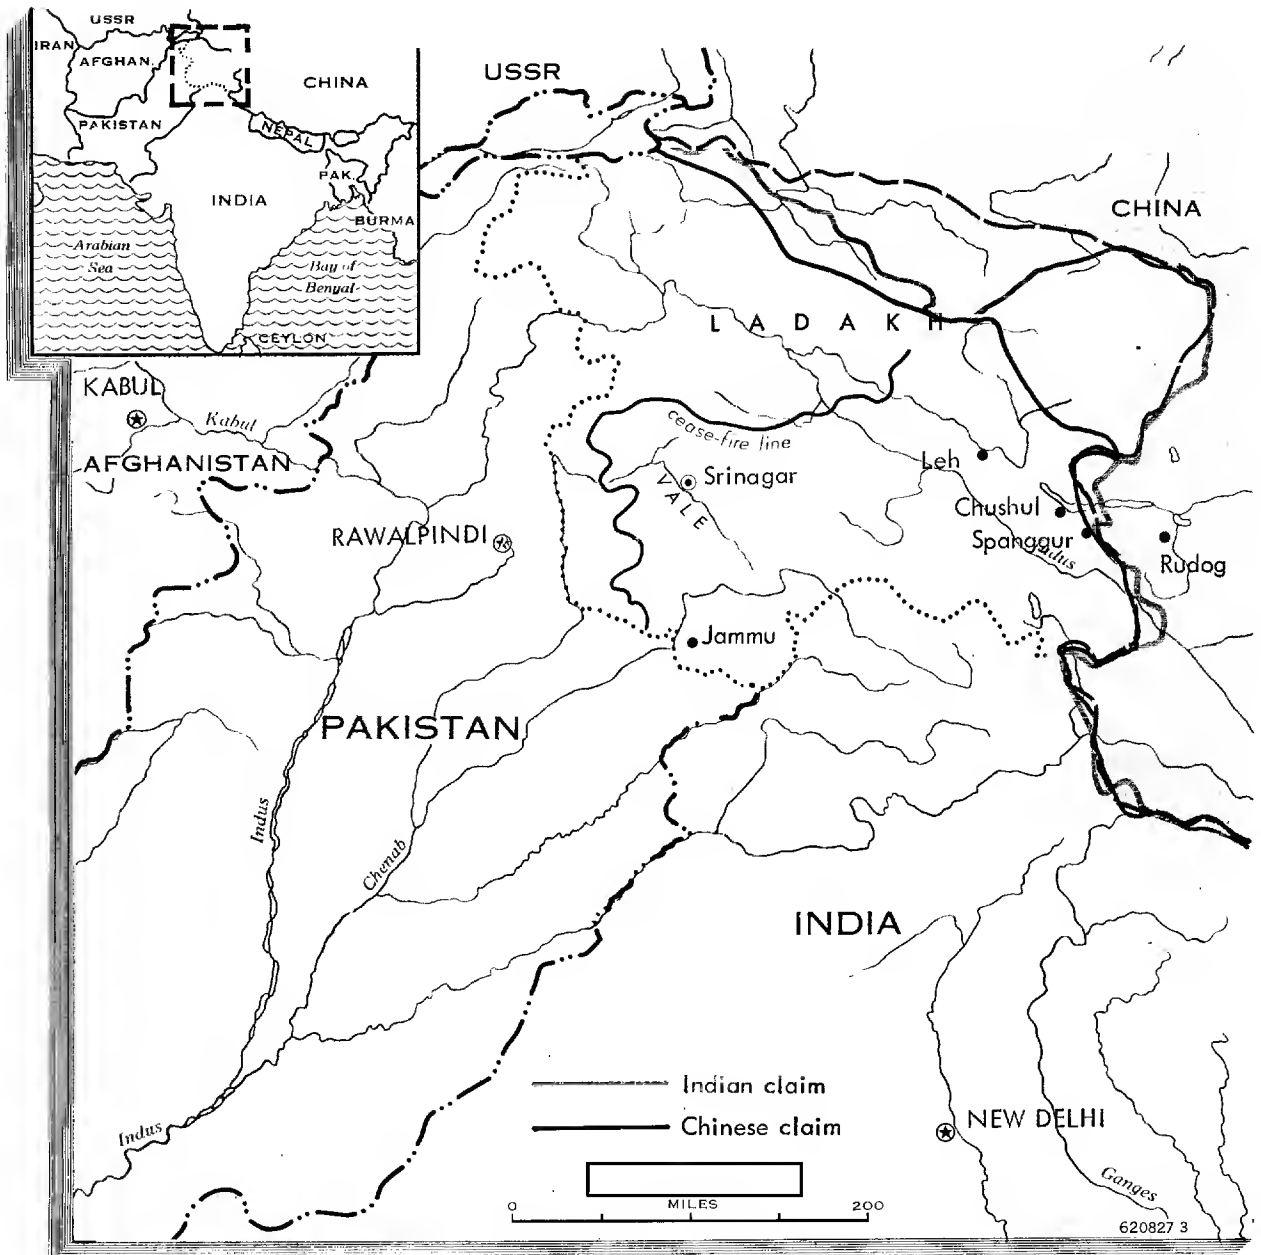 USSR
IRAN
AFGHAN.
CHINA
PAKISTAN
NEPAL
PAK.
INDIA
BURMA
Arabian
Sea
Bay of
Bengal
CEYLON
USSR
CHINA
L A D A K H
KABUL
Kabul
cease-fire line
AFGHANISTAN
Leh
Srinagar
VALE
Chushul
RAWALPINDI
Spanggur
Indus
Rudog
Jammu
PAKISTAN
Indus
Chenab
INDIA
Indian claim
NEW DELHI
Chinese claim
Indus
Ganges
MILES
0 200
620827 3